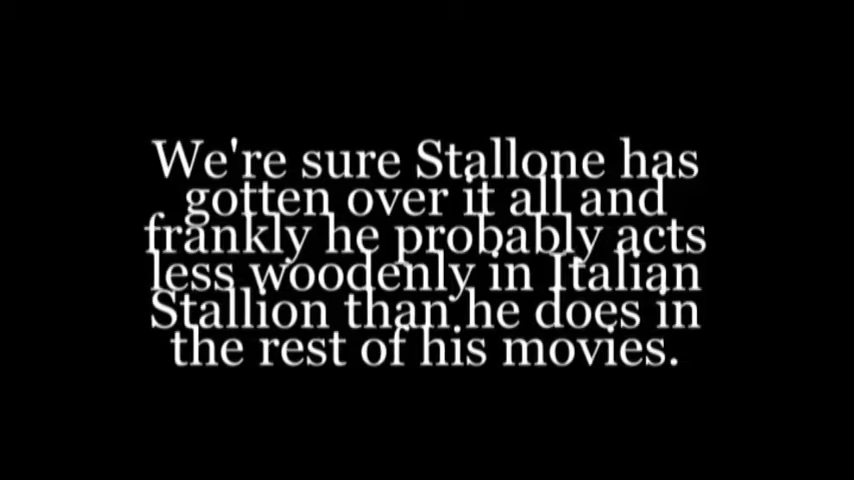 We're sure Stallone has
gotten over it all and
frankly he probably acts
less woodenly in Italian
Stallion than he does in
the rest of his movies.